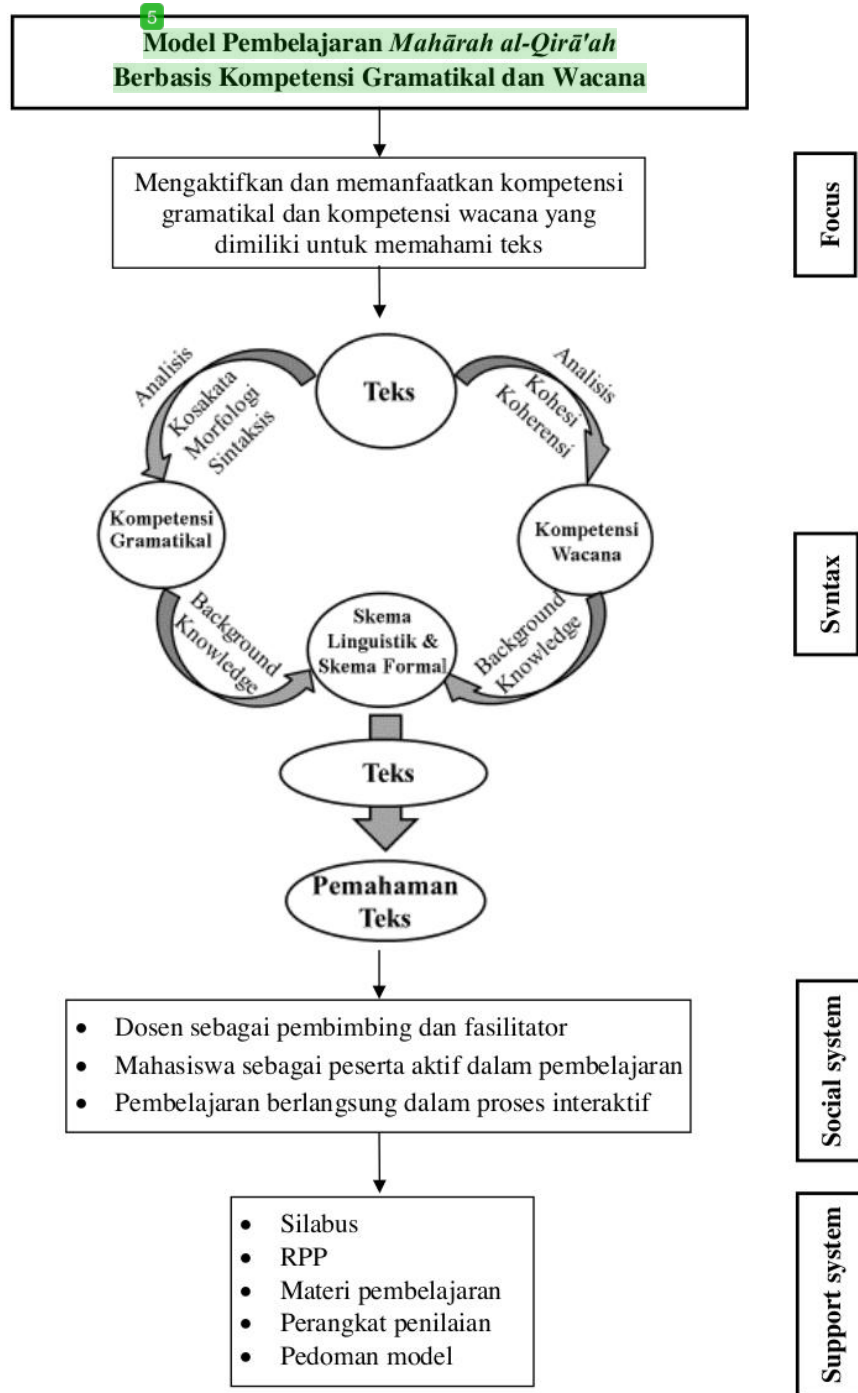 5
Model Pembelajaran Mahārah al-Qirā'ah
Berbasis Kompetensi Gramatikal dan Wacana
Mengaktifkan dan memanfaatkan kompetensi
gramatikal dan kompetensi wacana yang
dimiliki untuk memahami teks
Focus
Teks
Analisis
Kosakata
Morfologi
Sintaksis
Analisis
Kohesi
Koherensi
Kompetensi
Gramatikal
Kompetensi
Wacana
Syntax
Background
Knowledge
Skema
Linguistik &
Skema Formal
Background
Knowledge
Teks
Pemahaman
Teks
• Dosen sebagai pembimbing dan fasilitator
• Mahasiswa sebagai peserta aktif dalam pembelajaran
• Pembelajaran berlangsung dalam proses interaktif
Social system
• Silabus
• RPP
• Materi pembelajaran
• Perangkat penilaian
• Pedoman model
Support system